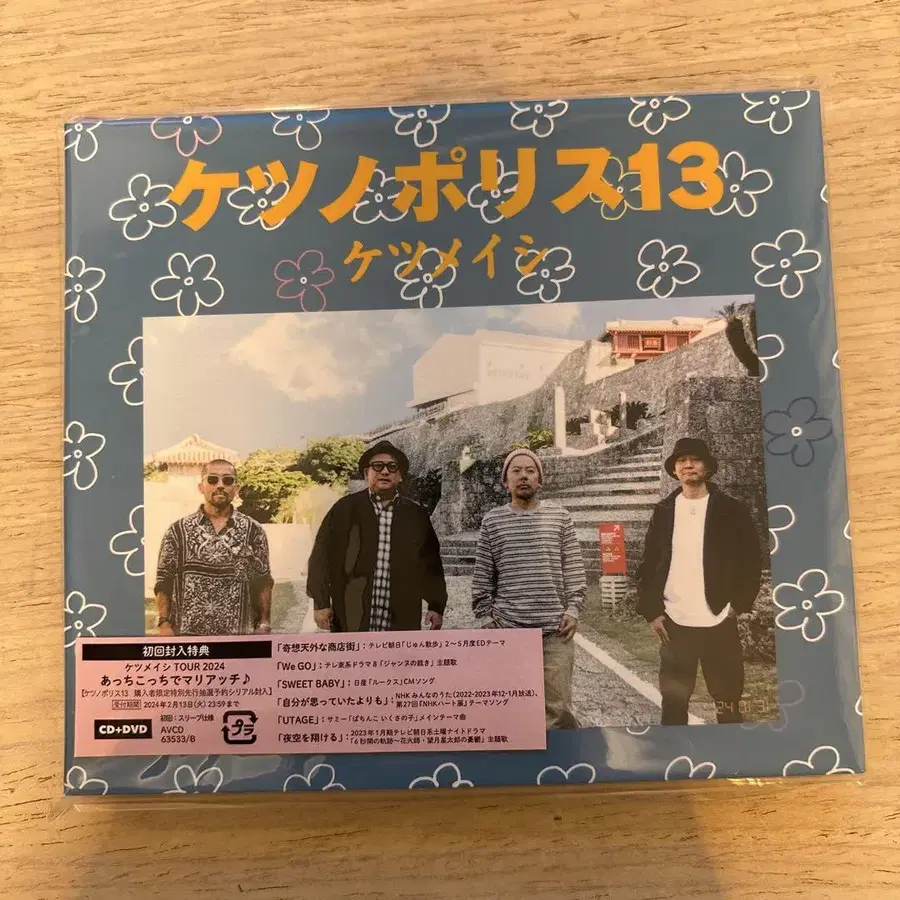 ケツノポリス13
ケツメイシ
24 01 31
初回封入特典
ケツメイシ TOUR 2024
あっちこっちでマリアッチ♪
【ケツノポリス13 購入者限定特別先行抽選予約シリアル封入】
受付期間 2024年2月13日(火) 23:59まで
CD+DVD
初回:スリーブ仕様
AVCD
63533/B
プラ
「奇想天外な商店街」:テレビ朝日「じゅん散歩」2〜5月度EDテーマ
「We GO」:テレ東系ドラマ8「ジャンヌの裁き」主題歌
「SWEET BABY」:日産「ルークス」CMソング
「自分が思っていたよりも」:NHK みんなのうた(2022-2023年12-1月放送)、
第27回「NHKハート展」テーマソング
「UTAGE」:サミー「ぱちんこ いくさの子」メインテーマ曲
「夜空を翔ける」:2023年1月期テレビ朝日系土曜ナイトドラマ
「6秒間の軌跡〜花火師・望月星太郎の憂鬱」主題歌